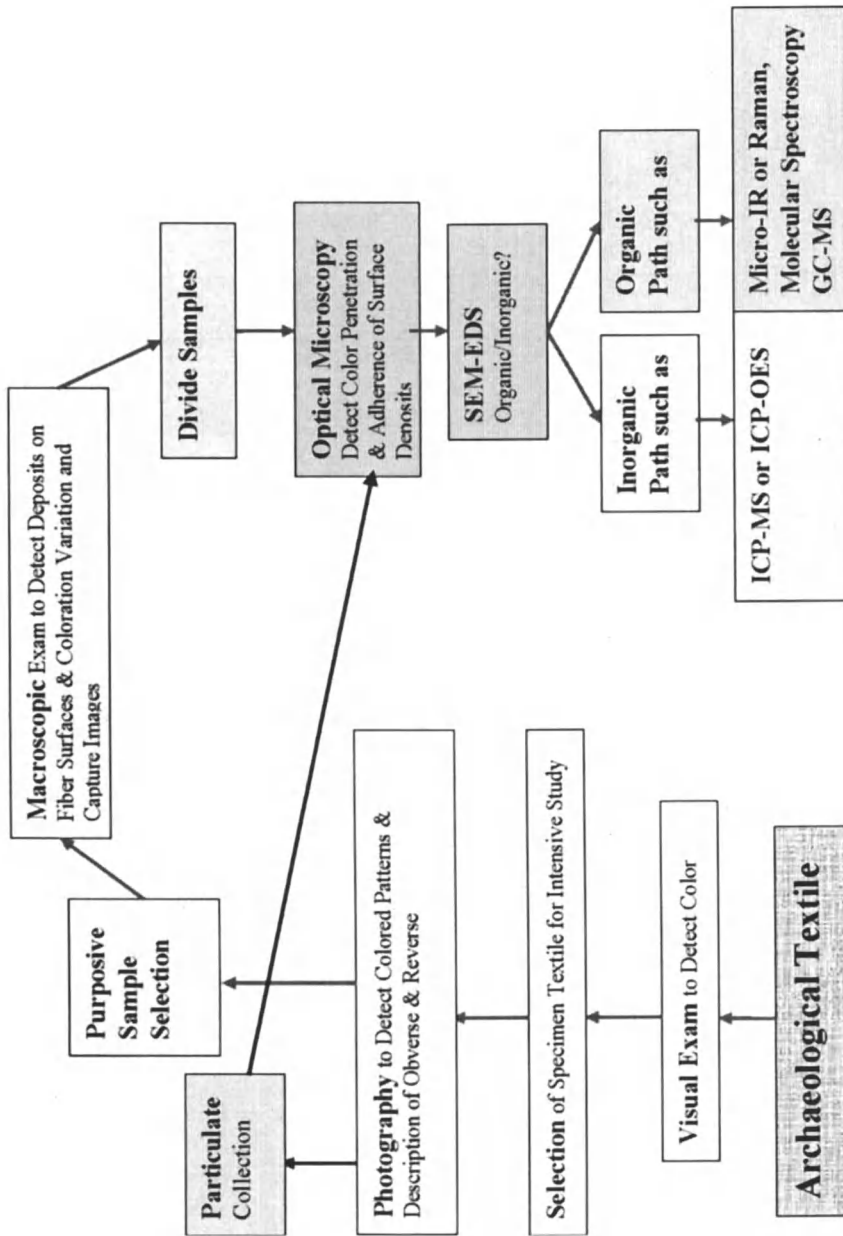 Archaeological Textile
Visual Exam to Detect Color
Selection of Specimen Textile for Intensive Study
Photography to Detect Colored Patterns &
Description of Obverse & Reverse
Particulate
Collection
Purposive
Sample
Selection
Macroscopic Exam to Detect Deposits on
Fiber Surfaces & Coloration Variation and
Capture Images
Divide Samples
Optical Microscopy
Detect Color Penetration
& Adherence of Surface
Denosits
SEM-EDS
Organic/Inorganic?
Inorganic
Path such as
Organic
Path such as
ICP-MS or ICP-OES
Micro-IR or Raman,
Molecular Spectroscopy
GC-MS